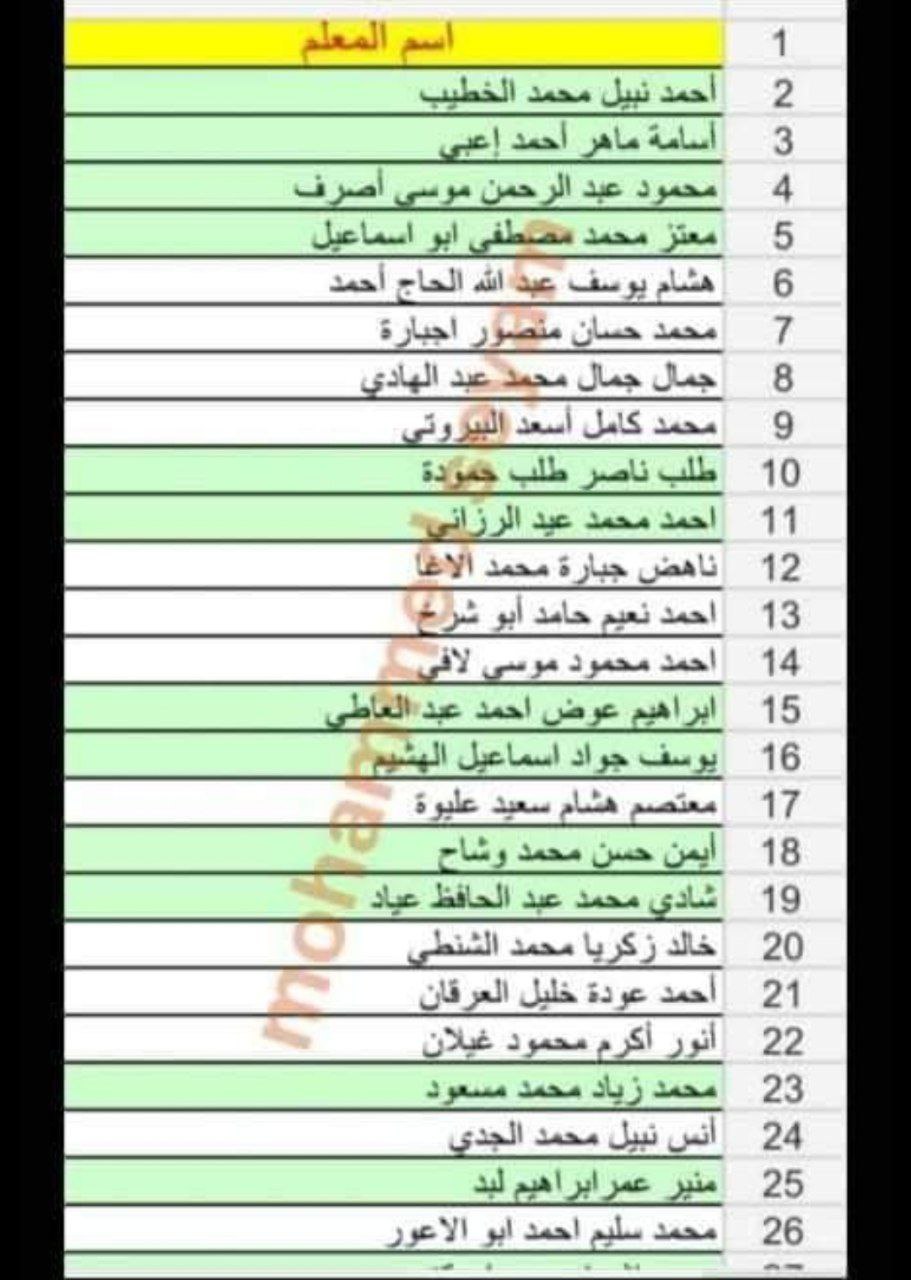 1 اسم المعلم
2 أحمد نبيل محمد الخطيب
3 أسامة ماهر أحمد إعبي
4 محمود عبد الرحمن موسى أصرف
5 معتز محمد مصطفى ابو اسماعيل
6 هشام يوسف عبد الله الحاج أحمد
7 محمد حسان منصور اجبارة
8 جمال جمال محمد عبد الهادي
9 محمد كامل أسعد البيروتي
10 طلب ناصر طلب حمودة
11 احمد محمد عيد الرزاني
12 ناهض جبارة محمد الاغا
13 احمد نعيم حامد أبو شرخ
14 احمد محمود موسى لافي
15 ابراهيم عوض احمد عبد العاطي
16 يوسف جواد اسماعيل الهشيم
17 معتصم هشام سعيد عليوة
18 أيمن حسن محمد وشاح
19 شادي محمد عبد الحافظ عياد
20 خالد زكريا محمد الشنطي
21 أحمد عودة خليل العرقان
22 أنور أكرم محمود غيلان
23 محمد زياد محمد مسعود
24 أنس نبيل محمد الجدي
25 منير عمرابراهيم لبد
26 محمد سليم احمد ابو الاعور
mohammed seyam